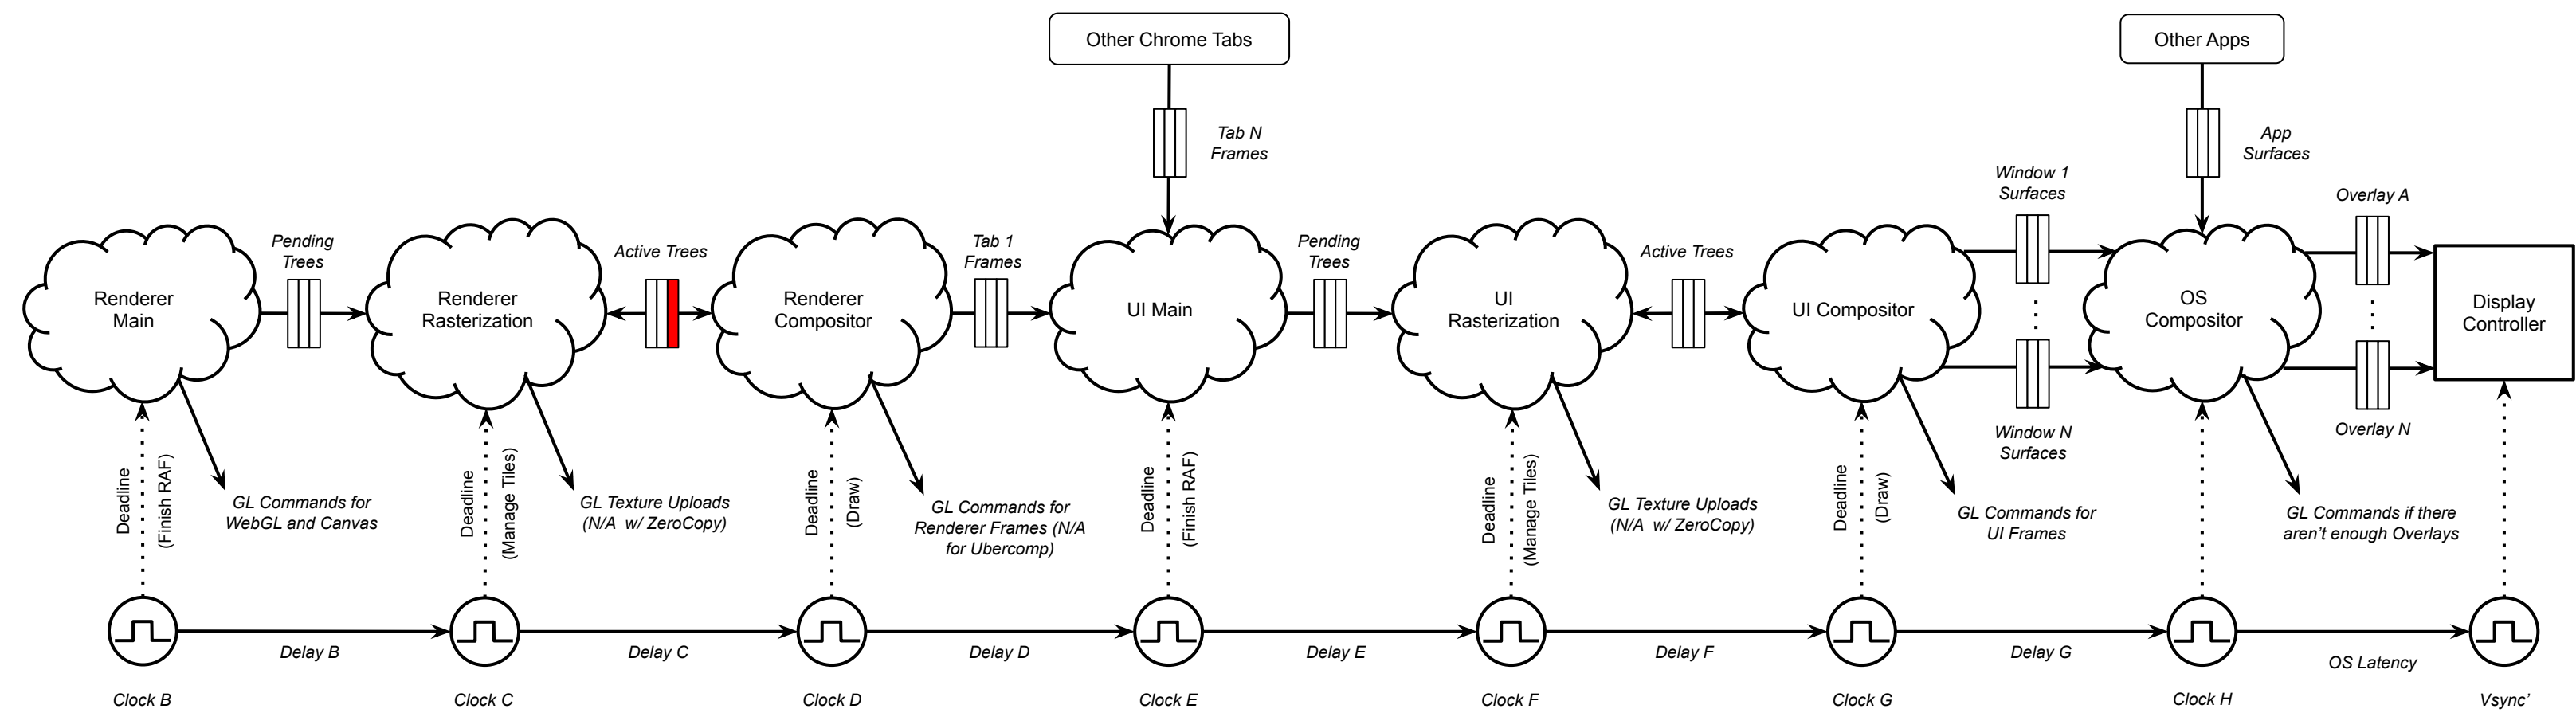 Other Chrome Tabs
Other Apps
Tab N
Frames
App
Surfaces
Window 1
Surfaces
Overlay A
Pending
Trees
Active Trees
Tab 1
Frames
Pending
Trees
Active Trees
Renderer
Main
Renderer
Rasterization
Renderer
Compositor
UI Main
UI
Rasterization
UI Compositor
OS
Compositor
Display
Controller
Window N
Surfaces
Overlay N
Deadline
(Finish RAF)
GL Commands for
WebGL and Canvas
Deadline
(Manage Tiles)
GL Texture Uploads
(N/A w/ ZeroCopy)
Deadline
(Draw)
GL Commands for
Renderer Frames (N/A
for Ubercomp)
Deadline
(Finish RAF)
Deadline
(Manage Tiles)
GL Texture Uploads
(N/A w/ ZeroCopy)
Deadline
(Draw)
GL Commands for
UI Frames
GL Commands if there
aren't enough Overlays
Delay B
Delay C
Delay D
Delay E
Delay F
Delay G
OS Latency
Clock B
Clock C
Clock D
Clock E
Clock F
Clock G
Clock H
Vsync'